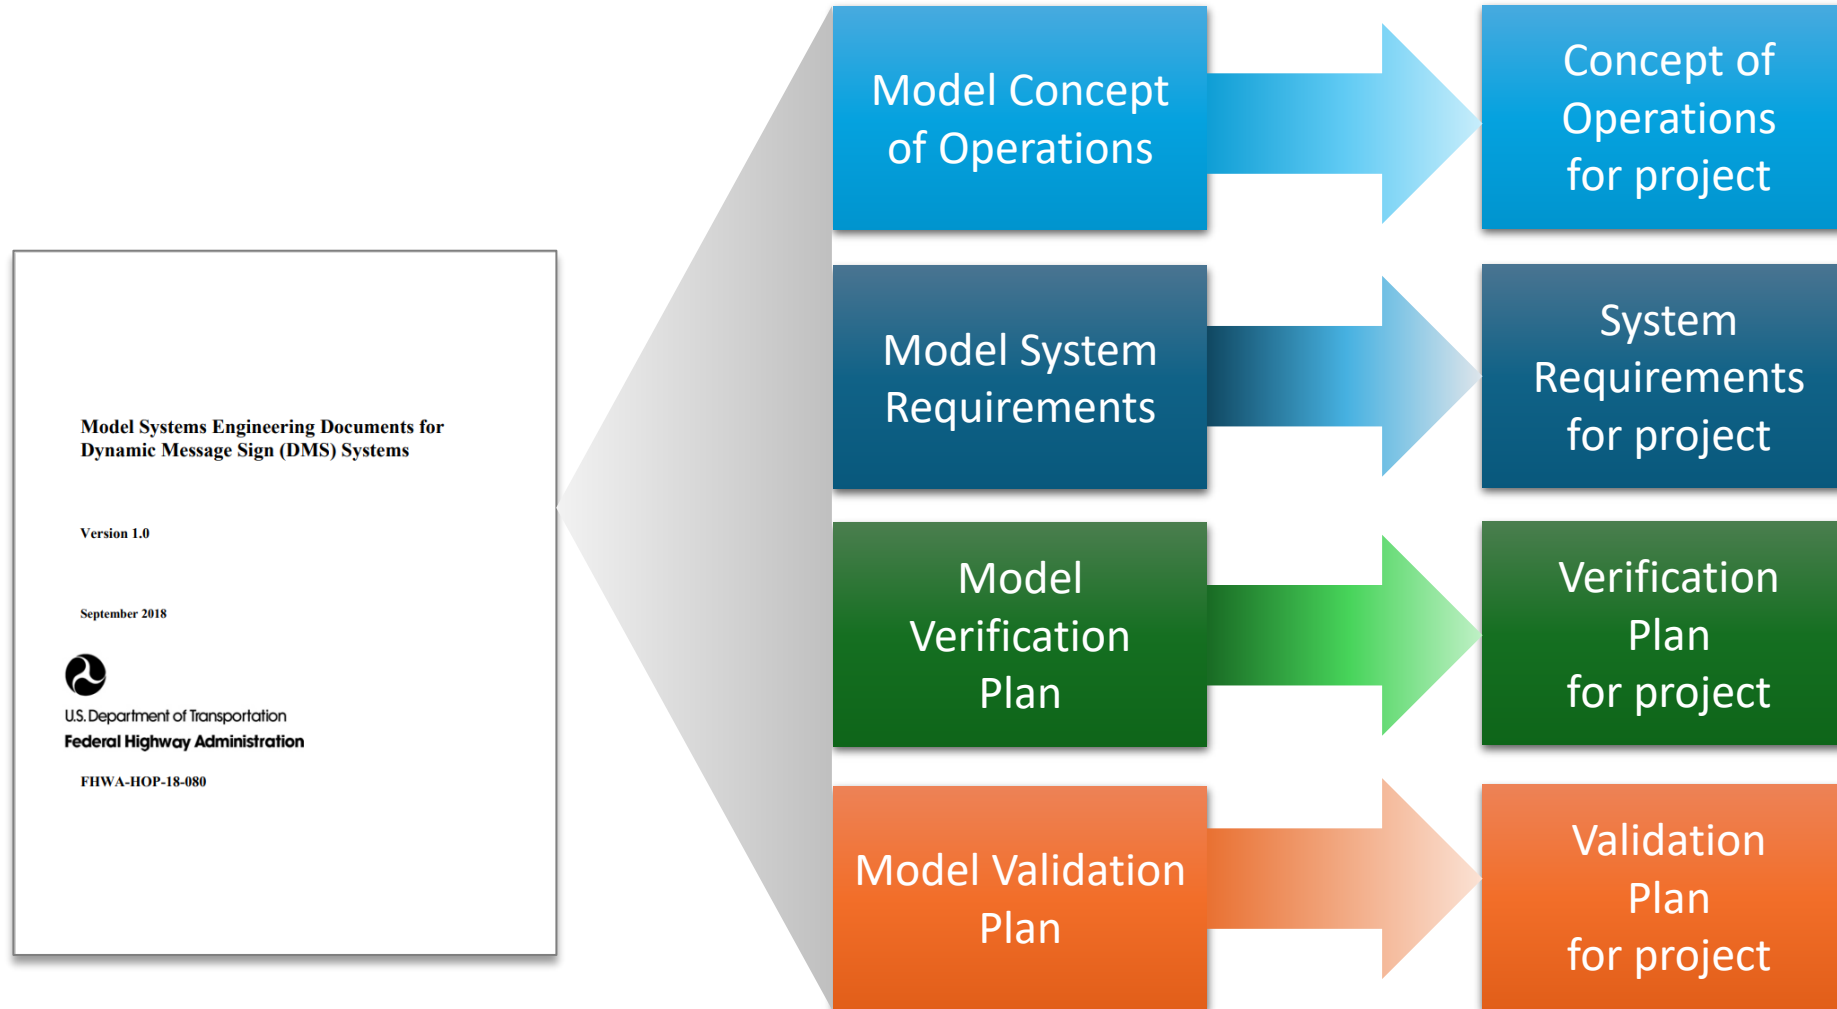 Model Systems Engineering Documents for
Dynamic Message Sign (DMS) Systems
Version 1.0
September 2018
U.S. Department of Transportation
Federal Highway Administration
FHWA-HOP-18-080
Model Concept
of Operations
Concept of
Operations
for project
Model System
Requirements
System
Requirements
for project
Model
Verification
Plan
Verification
Plan
for project
Model Validation
Plan
Validation
Plan
for project